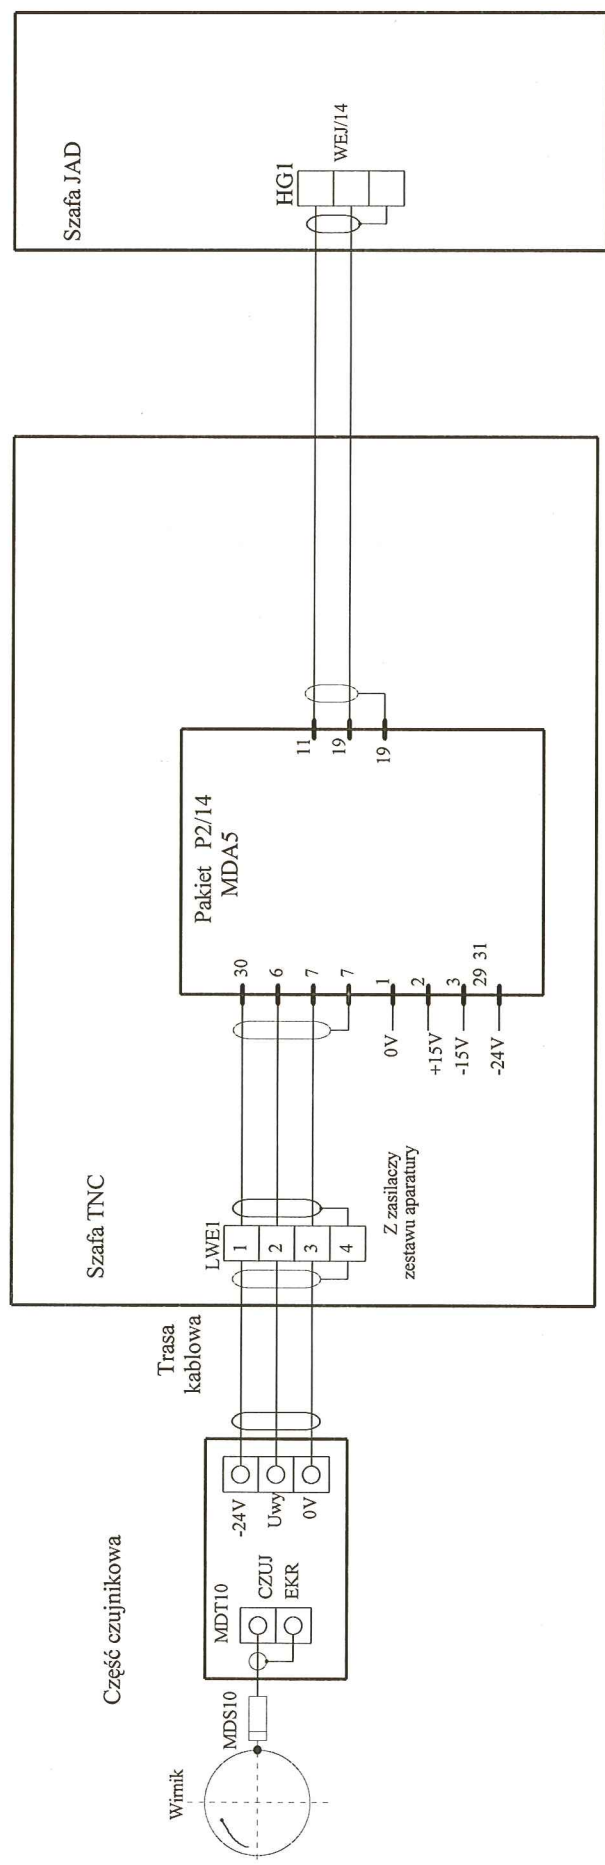 Część czujnikowa
Wirnik
MDS10
MDT10
CZUJ
EKR
-24V
Uwy
0V
Trasa
kablowa
Szafa TNC
LWE1
1
2
3
4
Z zasilaczy
zestawu aparatury
0V
+15V
-15V
-24V
30
6
7
7
1
2
3
29 31
Pakiet P2/14
MDA5
11
19
19
Szafa JAD
HG1
WEJ/14